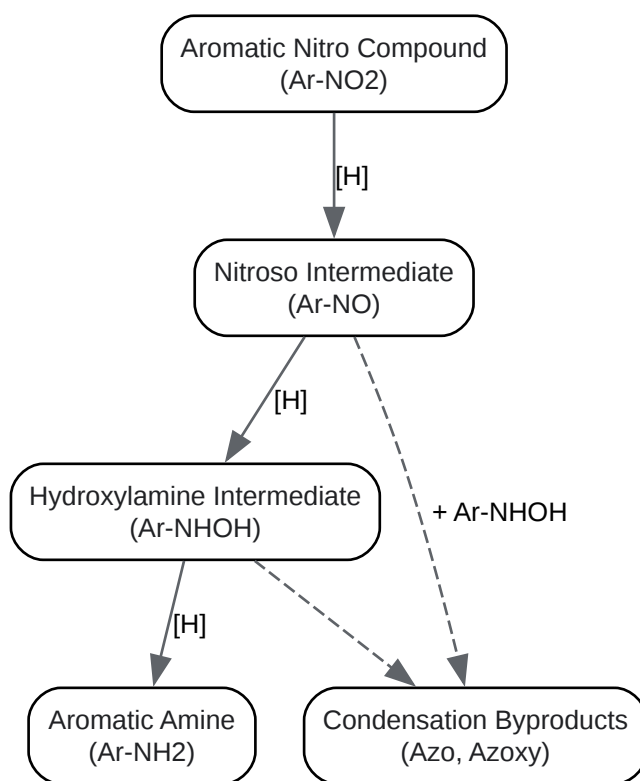 Aromatic Nitro Compound
(Ar-NO2)
[H]
Nitroso Intermediate
(Ar-NO)
[H]
Hydroxylamine Intermediate
(Ar-NHOH)
+ Ar-NHOH
[H]
Aromatic Amine
(Ar-NH2)
Condensation Byproducts
(Azo, Azoxy)